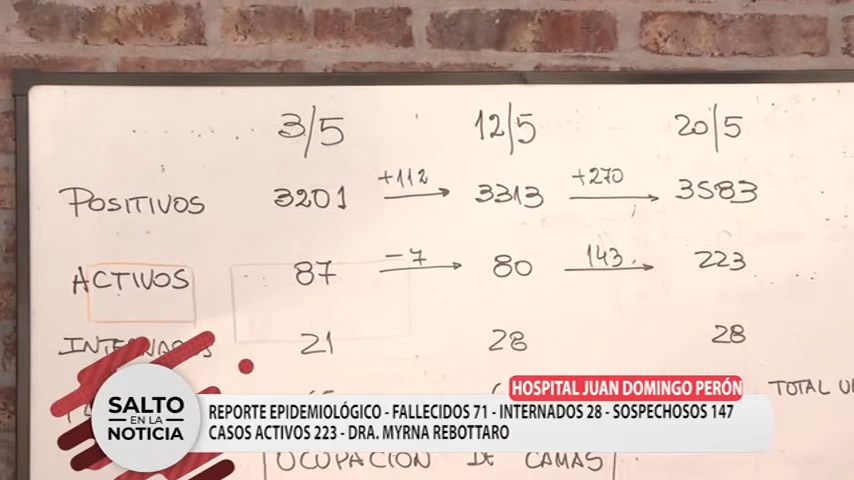 3/5 12/5 20/5
POSITIVOS 3201 +112 3313 +270 3583
ACTIVOS 87 -7 80 143. 223
INTERNADOS 21 28 28
TOTAL
HOSPITAL JUAN DOMINGO PERÓN
SALTO
EN LA
NOTICIA
REPORTE EPIDEMIOLÓGICO - FALLECIDOS 71 - INTERNADOS 28 - SOSPECHOSOS 147
CASOS ACTIVOS 223 - DRA. MYRNA REBOTTARO
OCUPACION DE CAMAS